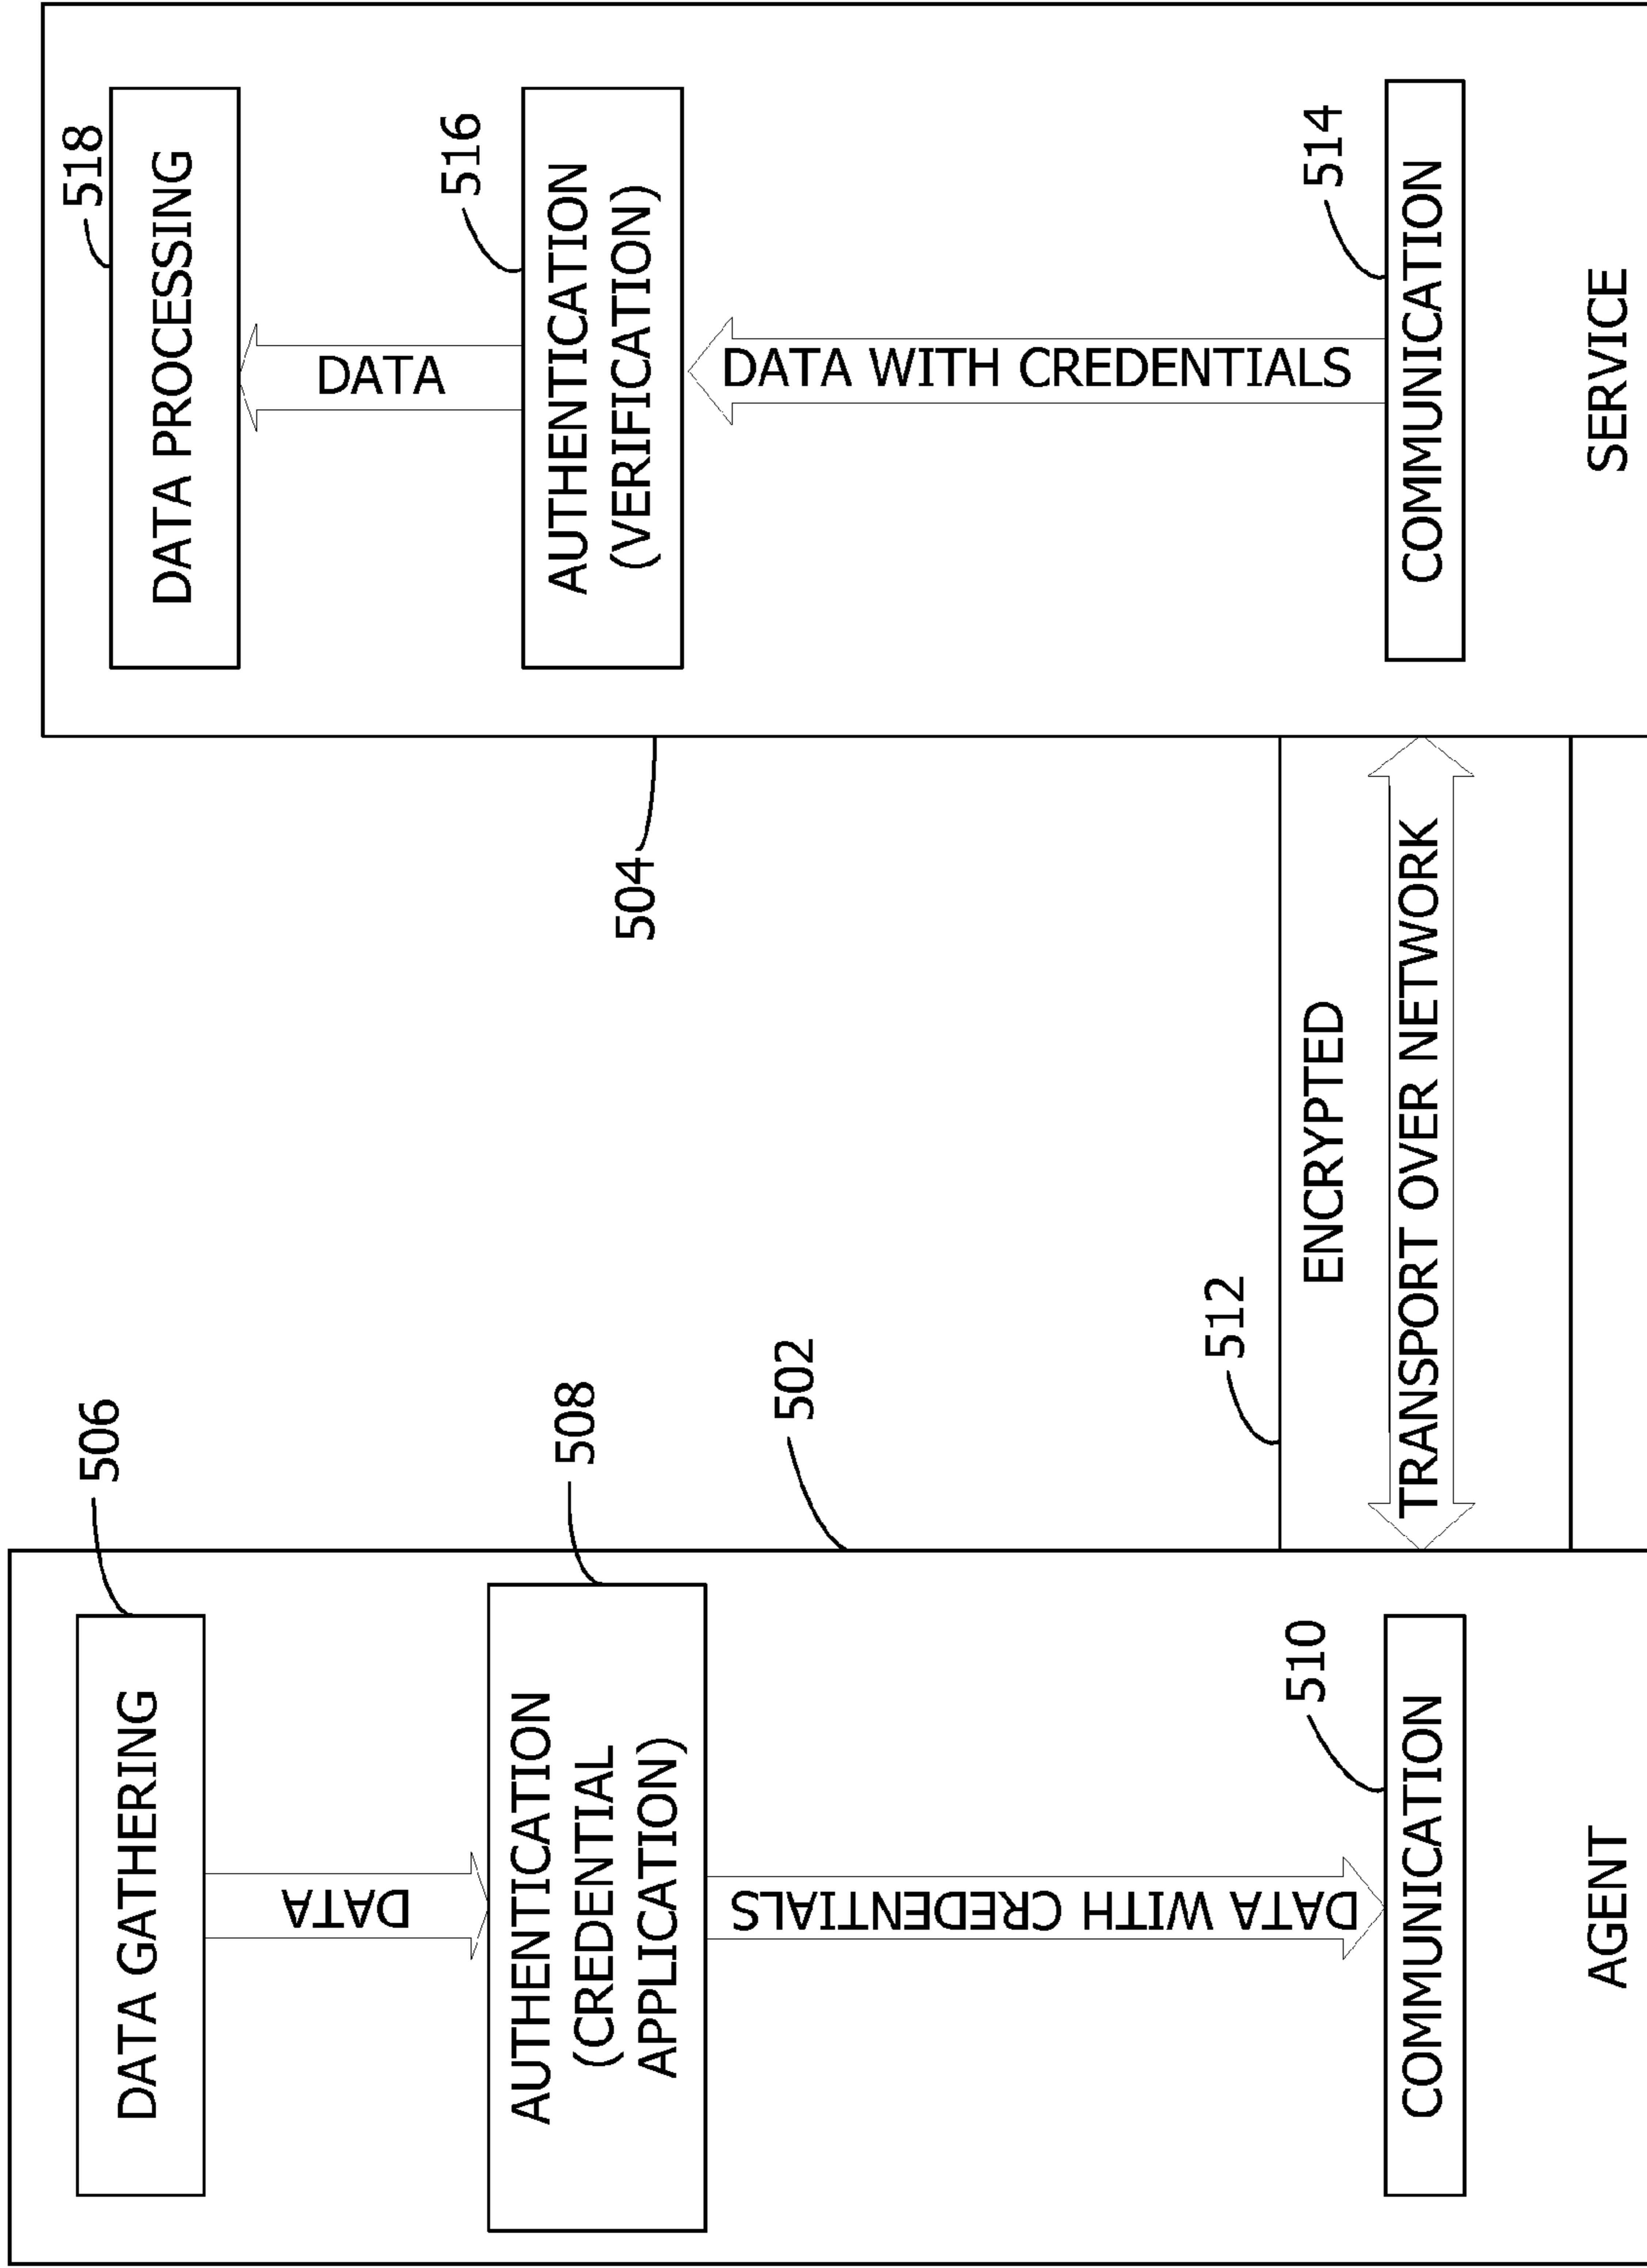 506
DATA GATHERING
DATA
508
AUTHENTICATION
(CREDENTIAL
APPLICATION)
502
DATA WITH CREDENTIALS
510
COMMUNICATION
AGENT
512
ENCRYPTED
TRANSPORT OVER NETWORK
504
518
DATA PROCESSING
DATA
516
AUTHENTICATION
(VERIFICATION)
DATA WITH CREDENTIALS
514
COMMUNICATION
SERVICE